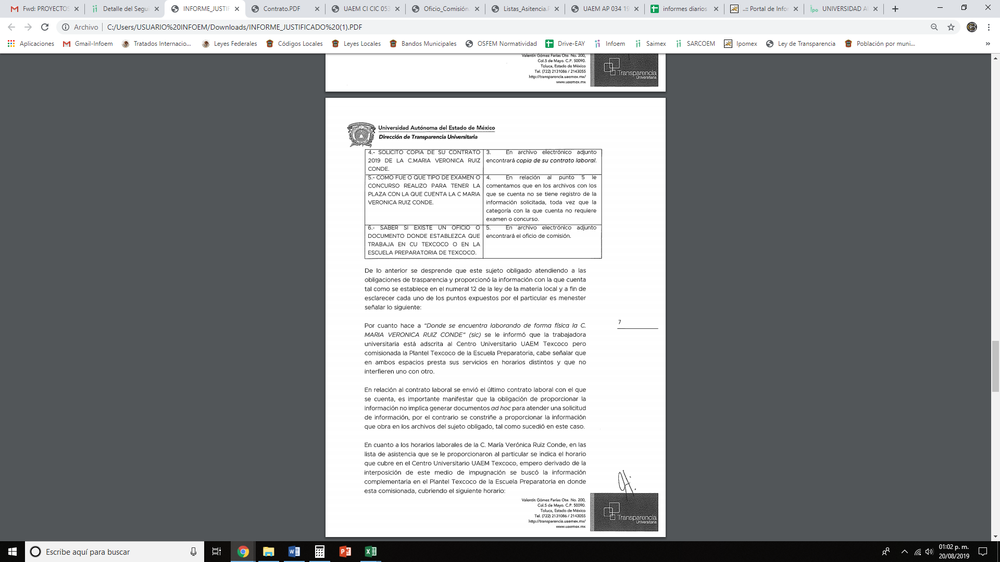 Fwd: PROYECTOS
Detalle del Segui
INFORME_JUSTIF
Contrato.PDF
UAEM CI CIC 053
Oficio_Comisión.
Listas_Asitencia.P
UAEM AP 034 19
informes diarios
..:: Portal de Infor
UNIVERSIDAD A
Archivo
C:/Users/USUARIO%20INFOEM/Downloads/INFORME_JUSTIFICADO%20(1).PDF
Aplicaciones
Gmail-Infoem
Tratados Internacio...
Leyes Federales
Códigos Locales
Leyes Locales
Bandos Municipales
OSFEM Normatividad
Drive-EAY
Infoem
Saimex
SARCOEM
Ipomex
Ley de Transparencia
Población por muni...
»
Valentín Gómez Farías Ote. No. 200,
Col.5 de Mayo. C.P. 50090.
Toluca, Estado de México
Tel. (722) 2131086 / 2143055
http://transparencia.uaemex.mx/
www.uaemex.mx
Transparencia
Universitaria
Universidad Autónoma del Estado de México
Dirección de Transparencia Universitaria
4.- SOLICITO COPIA DE SU CONTRATO
2019 DE LA C.MARIA VERONICA RUIZ
CONDE.
3. En archivo electrónico adjunto
encontrará copia de su contrato laboral.
5.- COMO FUE O QUE TIPO DE EXAMEN O
CONCURSO REALIZO PARA TENER LA
PLAZA CON LA QUE CUENTA LA C MARIA
VERONICA RUIZ CONDE.
4. En relación al punto 5 le
comentamos que en los archivos con los
que se cuenta no se tiene registro de la
información solicitada, toda vez que la
categoría con la que cuenta no requiere
examen o concurso.
6.- SABER SI EXISTE UN OFICIO O
DOCUMENTO DONDE ESTABLEZCA QUE
TRABAJA EN CU TEXCOCO O EN LA
ESCUELA PREPARATORIA DE TEXCOCO.
5. En archivo electrónico adjunto
encontrará el oficio de comisión.
De lo anterior se desprende que este sujeto obligado atendiendo a las
obligaciones de trasparencia y proporcionó la información con la que cuenta
tal como se establece en el numeral 12 de la ley de la materia local y a fin de
esclarecer cada uno de los puntos expuestos por el particular es menester
señalar lo siguiente:
7
Por cuanto hace a “Donde se encuentra laborando de forma física la C.
MARIA VERONICA RUIZ CONDE” (sic) se le informó que la trabajadora
universitaria está adscrita al Centro Universitario UAEM Texcoco pero
comisionada la Plantel Texcoco de la Escuela Preparatoria, cabe señalar que
en ambos espacios presta sus servicios en horarios distintos y que no
interfieren uno con otro.
En relación al contrato laboral se envió el último contrato laboral con el que
se cuenta, es importante manifestar que la obligación de proporcionar la
información no implica generar documentos ad hoc para atender una solicitud
de información, por el contrario se constriñe a proporcionar la información
que obra en los archivos del sujeto obligado, tal como sucedió en este caso.
En cuanto a los horarios laborales de la C. María Verónica Ruiz Conde, en las
lista de asistencia que se le proporcionaron al particular se indica el horario
que cubre en el Centro Universitario UAEM Texcoco, empero derivado de la
interposición de este medio de impugnación se buscó la información
complementaria en el Plantel Texcoco de la Escuela Preparatoria en donde
esta comisionada, cubriendo el siguiente horario:
Valentín Gómez Farías Ote. No. 200,
Col.5 de Mayo. C.P. 50090.
Toluca, Estado de México
Tel. (722) 2131086 / 2143055
http://transparencia.uaemex.mx/
www.uaemex.mx
Transparencia
Universitaria
Escribe aquí para buscar
01:02 p. m.
20/08/2019